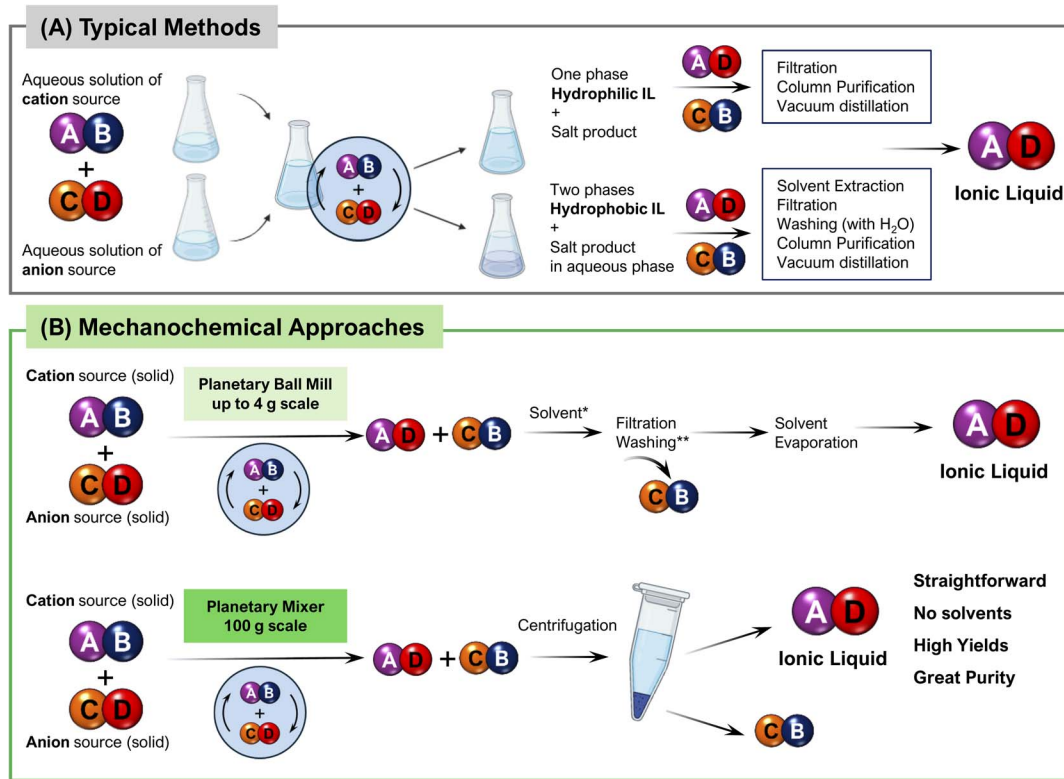 (A) Typical Methods
Aqueous solution of
cation source
A B
+
C D
Aqueous solution of
anion source
A B
+
C D
One phase
Hydrophilic IL
+
Salt product
A D
C B
Filtration
Column Purification
Vacuum distillation
Two phases
Hydrophobic IL
+
Salt product
in aqueous phase
A D
C B
Solvent Extraction
Filtration
Washing (with H₂O)
Column Purification
Vacuum distillation
A D
Ionic Liquid
(B) Mechanochemical Approaches
Cation source (solid)
A B
+
C D
Anion source (solid)
Planetary Ball Mill
up to 4 g scale
A B
+
C D
A D + C B
Solvent*
Filtration
Washing**
C B
Solvent
Evaporation
A D
Ionic Liquid
Cation source (solid)
A B
+
C D
Anion source (solid)
Planetary Mixer
100 g scale
A B
+
C D
A D + C B
Centrifugation
A D
Ionic Liquid
C B
Straightforward
No solvents
High Yields
Great Purity